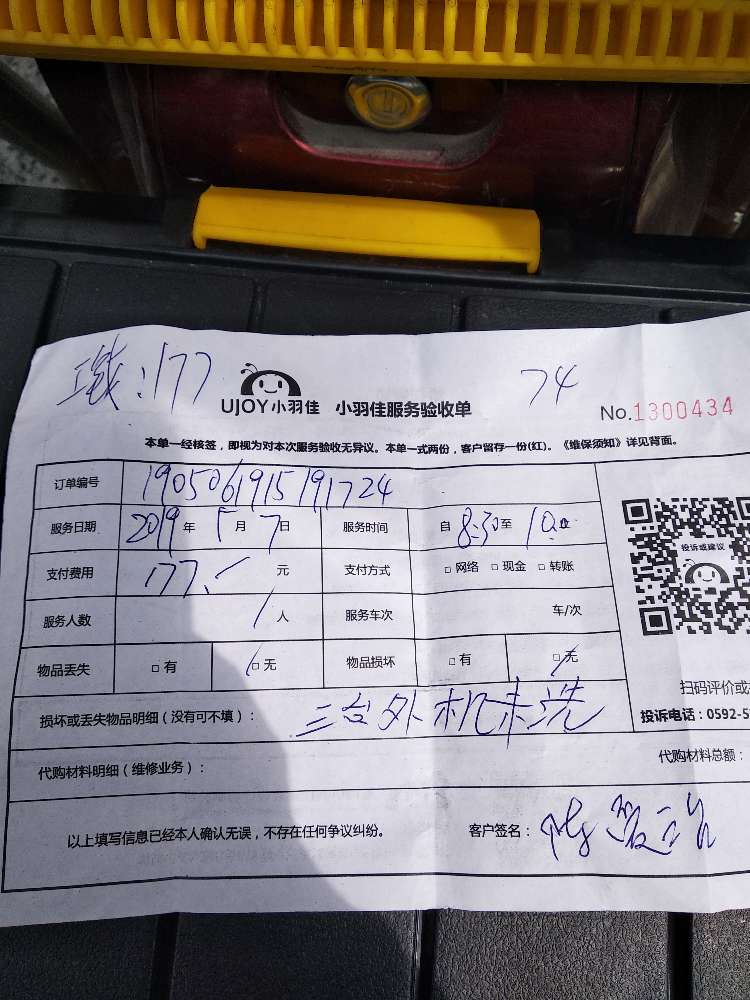 :177
74
UJOY小羽佳 小羽佳服务验收单
No.1300434
本单一经核签，即视为对本次服务验收无异议。本单一式两份，客户留存一份(红)。《维保须知》详见背面。
订单编号 1905061915191724
服务日期 2019年5月7日 服务时间 自8:30至10:00
支付费用 177.元 支付方式 □网络 □现金 □转账
服务人数 1人 服务车次 车/次
物品丢失 □有 □无 物品损坏 □有 □无
投诉或建议
扫码评价或
投诉电话：0592-5
损坏或丢失物品明细（没有可不填）： 三台外机未洗
代购材料明细（维修业务）： 代购材料总额：
以上填写信息已经本人确认无误，不存在任何争议纠纷。 客户签名：